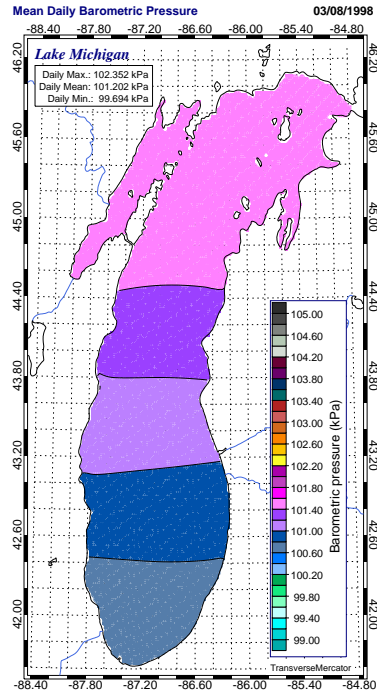 Mean Daily Barometric Pressure 03/08/1998
-88.40 -87.80 -87.20 -86.60 -86.00 -85.40 -84.80
Lake Michigan
Daily Max.: 102.352 kPa
Daily Mean: 101.202 kPa
Daily Min.: 99.694 kPa
46.20 46.20
45.60 45.60
45.00 45.00
44.40 44.40
43.80 43.80
43.20 43.20
42.60 42.60
42.00 42.00
105.00
104.60
104.20
103.80
103.40
103.00
102.60
102.20
101.80
101.40
101.00
100.60
100.20
99.80
99.40
99.00
Barometric pressure (kPa)
TransverseMercator
-88.40 -87.80 -87.20 -86.60 -86.00 -85.40 -84.80